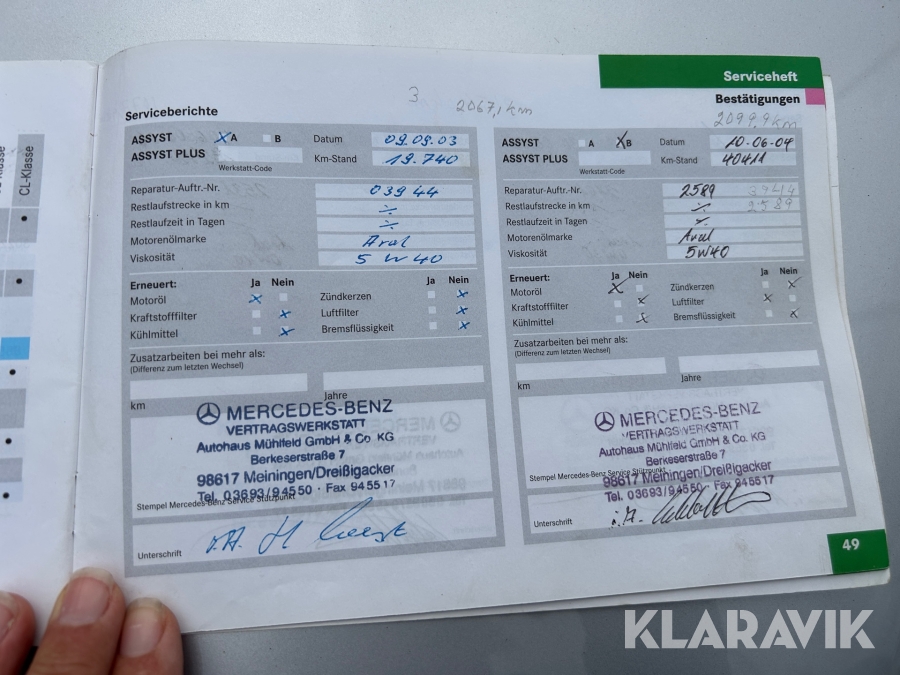 CL-Klasse
Serviceheft
Bestätigungen
Serviceberichte
3
2067,1 km
2099,9 km
ASSYST
x A
B
Datum
09.09.03
ASSYST PLUS
Werkstatt-Code
Km-Stand
19.740
Reparatur-Auftr.-Nr.
03944
Restlaufstrecke in km
÷
Restlaufzeit in Tagen
÷
Motorenölmarke
Aral
Viskosität
5 W 40
Erneuert:
Ja Nein
Ja Nein
Motoröl
x
Zündkerzen
x
Kraftstofffilter
x
Luftfilter
x
Kühlmittel
x
Bremsflüssigkeit
x
Zusatzarbeiten bei mehr als:
(Differenz zum letzten Wechsel)
km
Jahre
MERCEDES-BENZ
VERTRAGSWERKSTATT
Autohaus Mühlfeld GmbH & Co. KG
Berkeserstraße 7
98617 Meiningen/Dreißigacker
Tel. 03693/94550 · Fax 945517
Stempel Mercedes-Benz Service Stützpunkt
Unterschrift
ASSYST
A
x B
Datum
10-06-04
ASSYST PLUS
Werkstatt-Code
Km-Stand
40411
Reparatur-Auftr.-Nr.
2589
Restlaufstrecke in km
÷
2589
Restlaufzeit in Tagen
÷
Motorenölmarke
Aral
Viskosität
5W40
Erneuert:
Ja Nein
Ja Nein
Motoröl
x
Zündkerzen
x
Kraftstofffilter
x
Luftfilter
x
Kühlmittel
x
Bremsflüssigkeit
x
Zusatzarbeiten bei mehr als:
(Differenz zum letzten Wechsel)
km
Jahre
MERCEDES-BENZ
VERTRAGSWERKSTATT
Autohaus Mühlfeld GmbH & Co. KG
Berkeserstraße 7
98617 Meiningen/Dreißigacker
Tel. 03693/94550 · Fax 945517
Stempel Mercedes-Benz Service Stützpunkt
Unterschrift
49
KLARAVIK